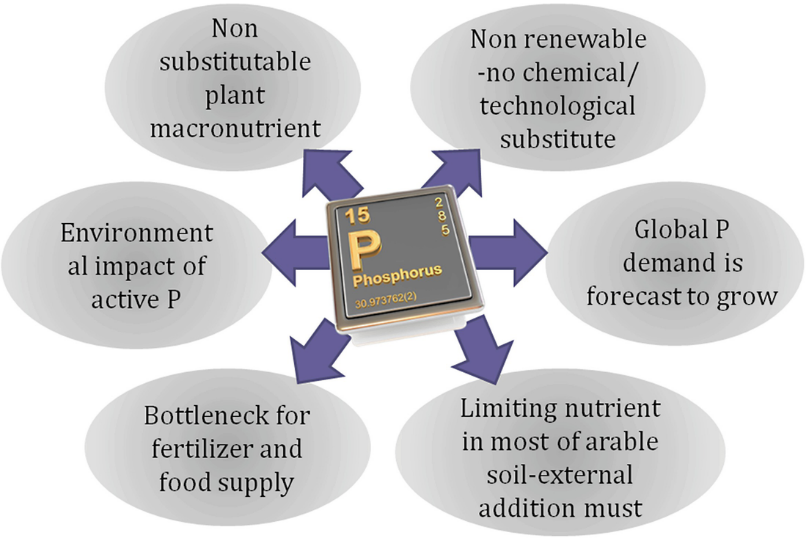 Non
substitutable
plant
macronutrient
Non renewable
-no chemical/
technological
substitute
Environment
al impact of
active P
15
2
8
5
P
Phosphorus
30.973762(2)
Global P
demand is
forecast to grow
Bottleneck for
fertilizer and
food supply
Limiting nutrient
in most of arable
soil-external
addition must